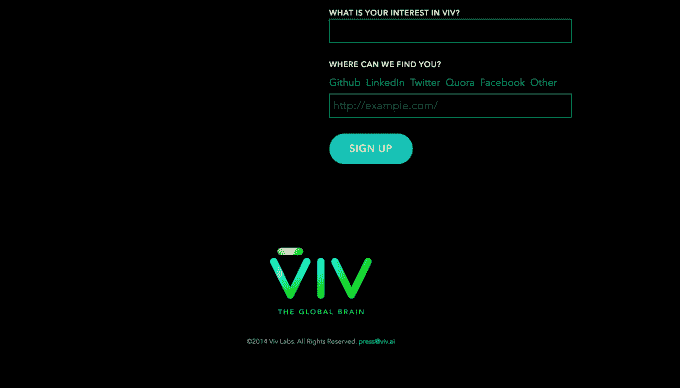 WHAT IS YOUR INTEREST IN VIV?
WHERE CAN WE FIND YOU?
Github LinkedIn Twitter Quora Facebook Other
http://example.com/
SIGN UP
VIV
THE GLOBAL BRAIN
©2014 Viv Labs. All Rights Reserved. press@viv.ai